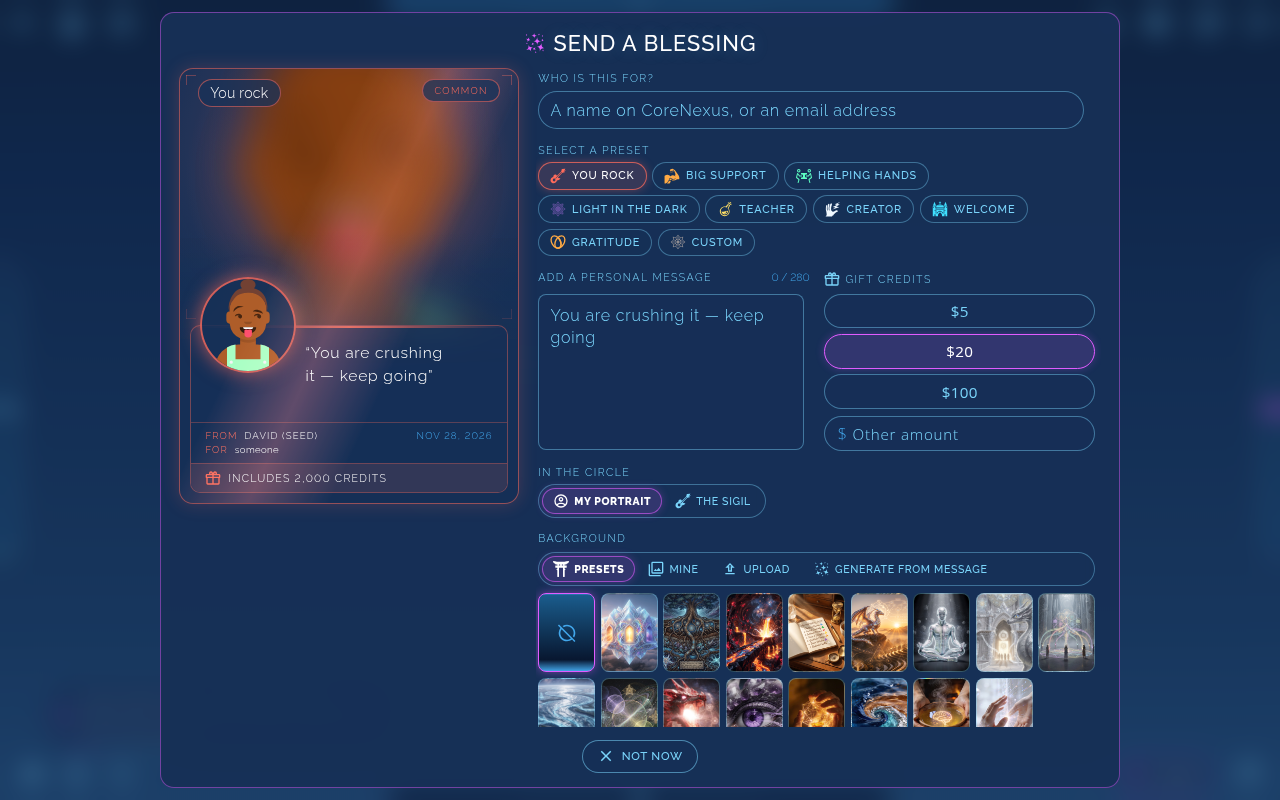 SEND A BLESSING
You rock
COMMON
"You are crushing
it — keep going"
FROM DAVID (SEED)
NOV 28, 2026
FOR someone
INCLUDES 2,000 CREDITS
WHO IS THIS FOR?
A name on CoreNexus, or an email address
SELECT A PRESET
YOU ROCK
BIG SUPPORT
HELPING HANDS
LIGHT IN THE DARK
TEACHER
CREATOR
WELCOME
GRATITUDE
CUSTOM
ADD A PERSONAL MESSAGE
0 / 280
You are crushing it — keep
going
GIFT CREDITS
$5
$20
$100
$ Other amount
IN THE CIRCLE
MY PORTRAIT
THE SIGIL
BACKGROUND
PRESETS
MINE
UPLOAD
GENERATE FROM MESSAGE
NOT NOW